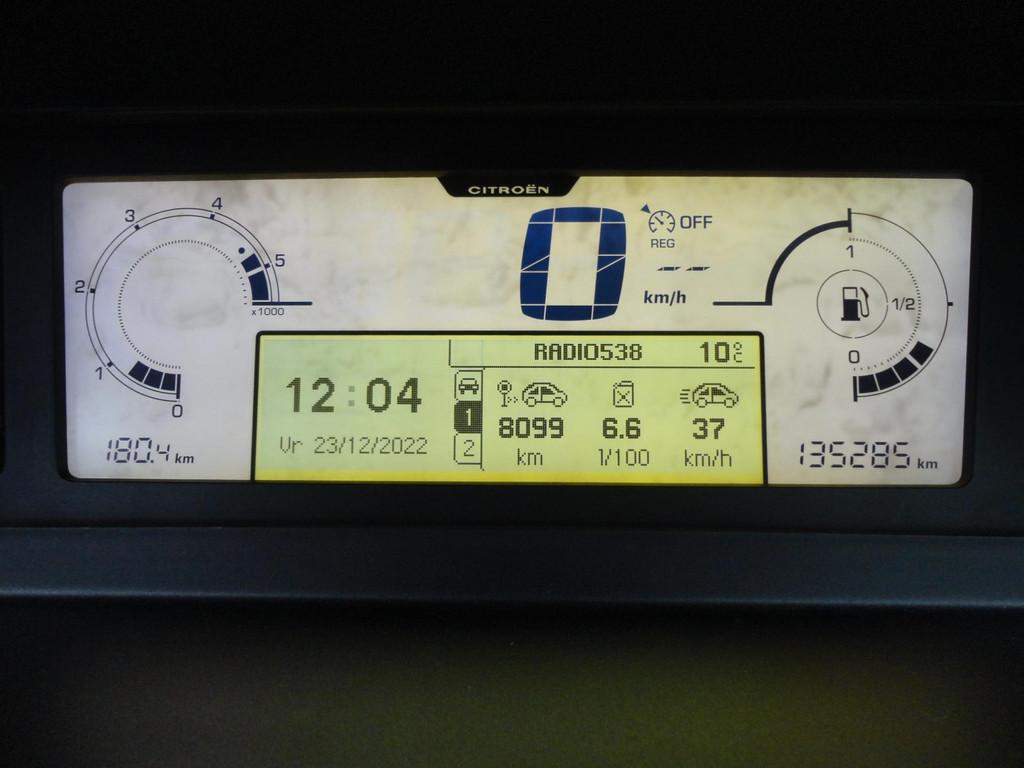 CITROËN
3
4
2
5
x1000
1
0
0
OFF
REG
-- --
km/h
1
1/2
0
RADIO538 10°C
12:04
Vr 23/12/2022
1
2
8099 6.6 37
km 1/100 km/h
180.4 km
135285 km